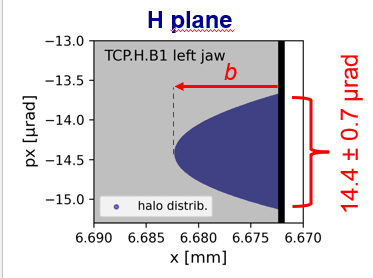 H plane
TCP.H.B1 left jaw
b
halo distrib.
−13.0
−13.5
−14.0
−14.5
−15.0
px [μrad]
6.690
6.685
6.680
6.675
6.670
x [mm]
14.4 ± 0.7 μrad